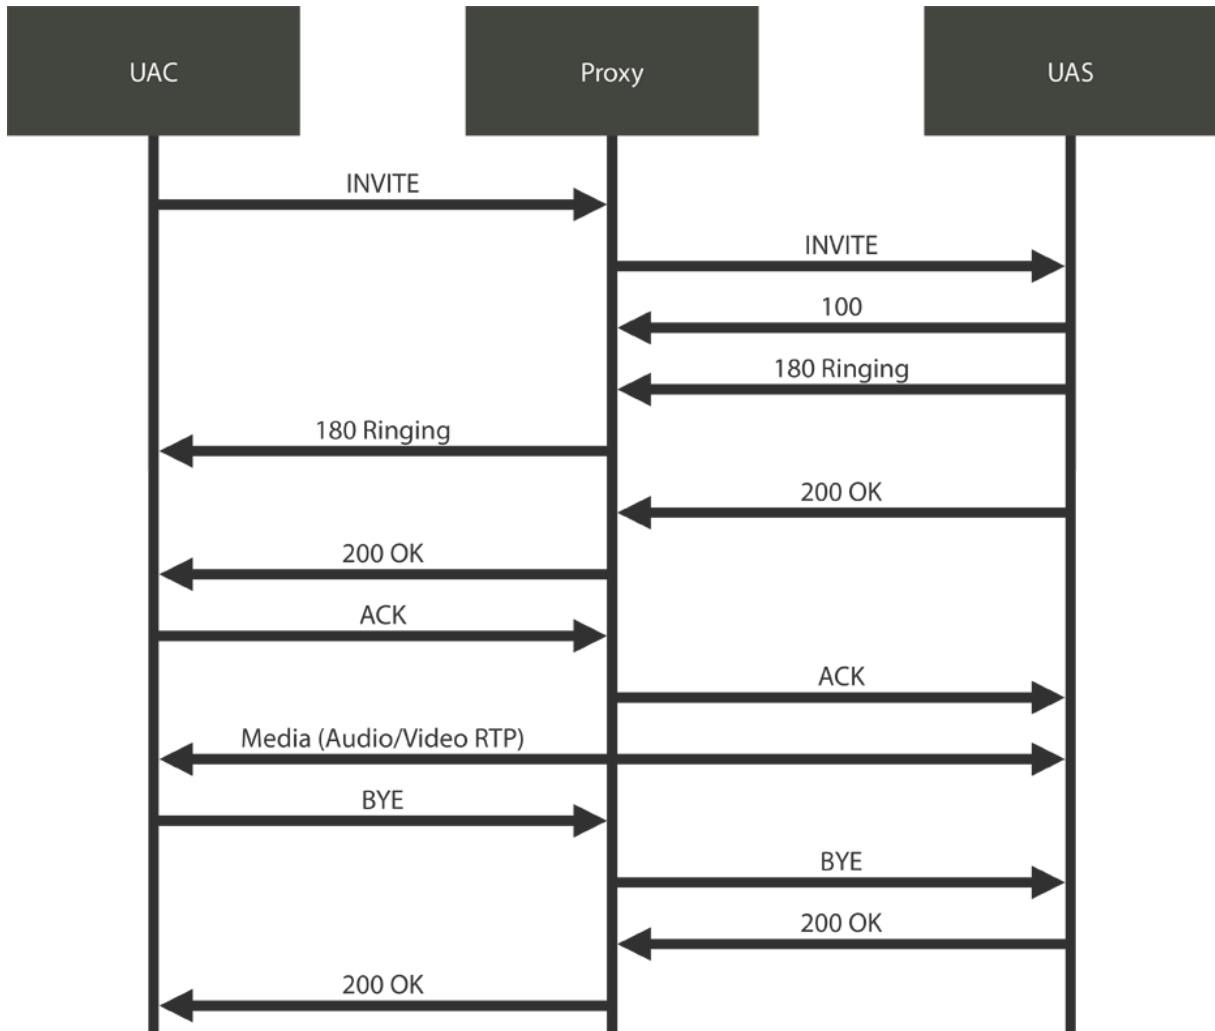 UAC
Proxy
UAS
INVITE
INVITE
100
180 Ringing
180 Ringing
200 OK
200 OK
ACK
ACK
Media (Audio/Video RTP)
BYE
BYE
200 OK
200 OK